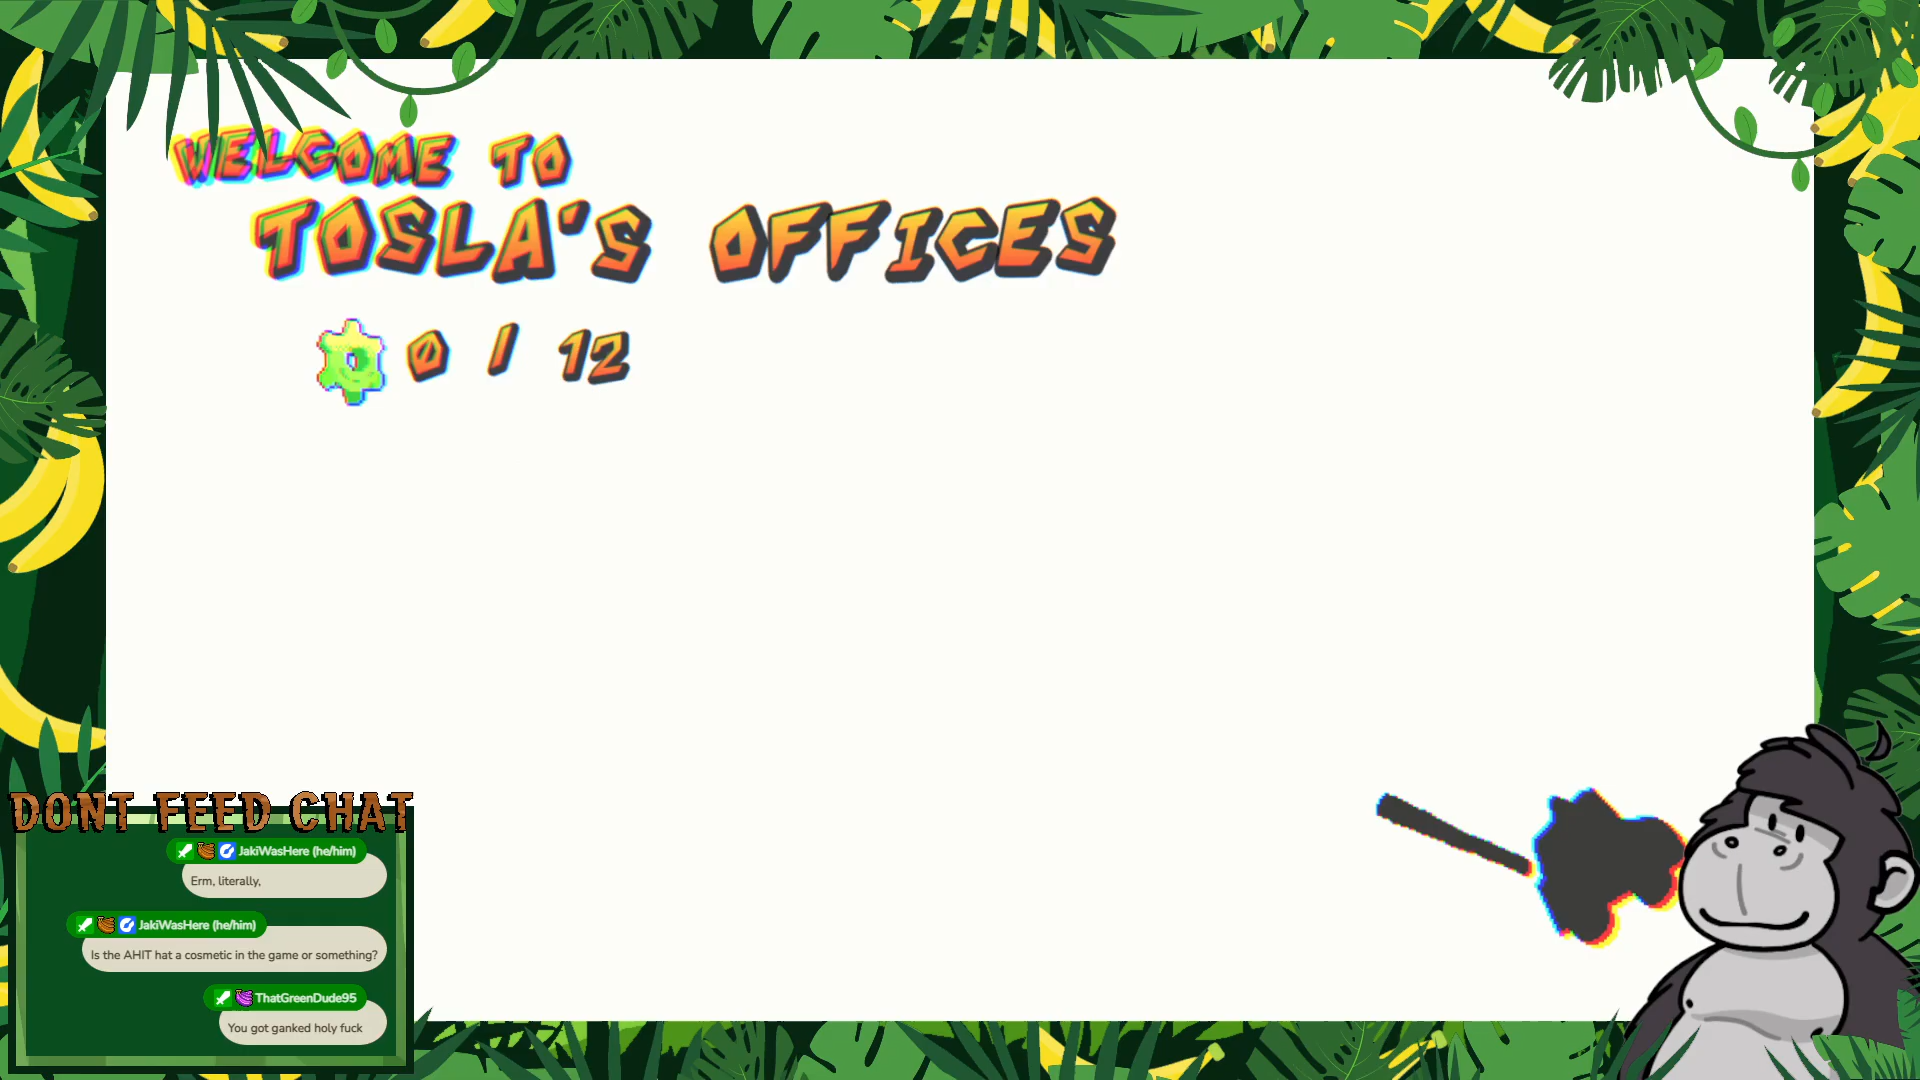 WELCOME TO
TOSLA'S OFFICES
0 / 12
DONT FEED CHAT
JakiWasHere (he/him)
Erm, literally,
JakiWasHere (he/him)
Is the AHIT hat a cosmetic in the game or something?
ThatGreenDude95
You got ganked holy fuck